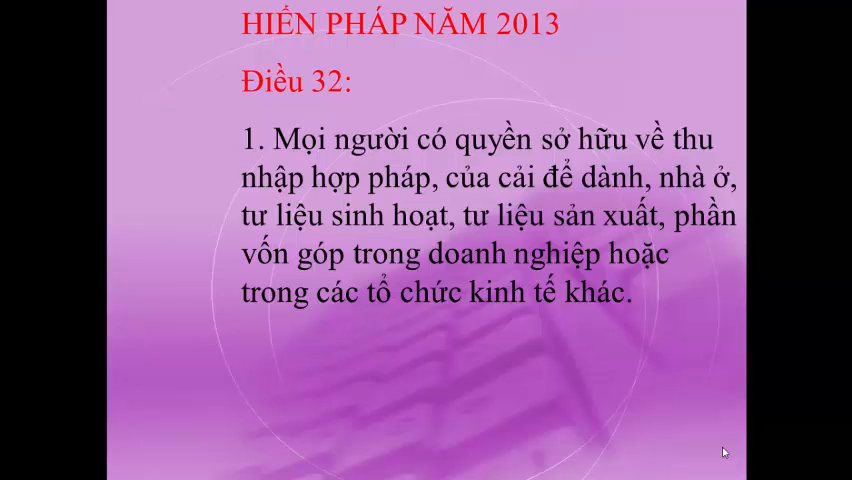 HIẾN PHÁP NĂM 2013
Điều 32:
1. Mọi người có quyền sở hữu về thu
nhập hợp pháp, của cải để dành, nhà ở,
tư liệu sinh hoạt, tư liệu sản xuất, phần
vốn góp trong doanh nghiệp hoặc
trong các tổ chức kinh tế khác.